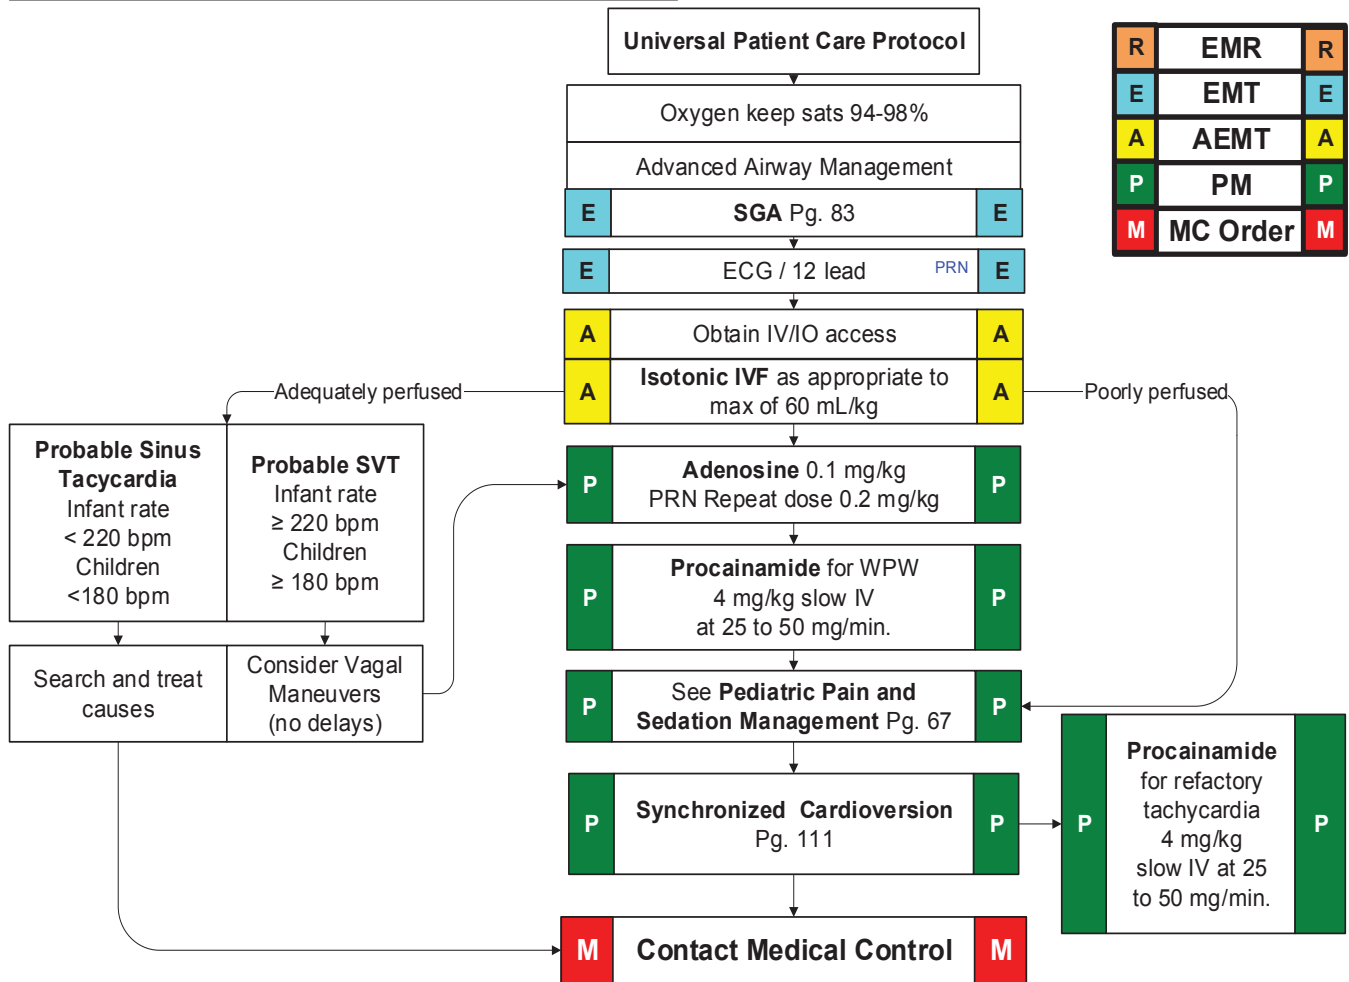 Universal Patient Care Protocol
R EMR R
E EMT E
A AEMT A
P PM P
M MC Order M
Oxygen keep sats 94-98%
Advanced Airway Management
E SGA Pg. 83 E
E ECG / 12 lead PRN E
A Obtain IV/IO access A
Adequately perfused
A Isotonic IVF as appropriate to A
max of 60 mL/kg
Poorly perfused
Probable Sinus
Tacycardia
Infant rate
< 220 bpm
Children
<180 bpm
Probable SVT
Infant rate
≥ 220 bpm
Children
≥ 180 bpm
Search and treat
causes
Consider Vagal
Maneuvers
(no delays)
P Adenosine 0.1 mg/kg P
PRN Repeat dose 0.2 mg/kg
Procainamide for WPW
P 4 mg/kg slow IV P
at 25 to 50 mg/min.
P See Pediatric Pain and P
Sedation Management Pg. 67
P Synchronized Cardioversion P
Pg. 111
Procainamide
for refactory
tachycardia
P 4 mg/kg P
slow IV at 25
to 50 mg/min.
M Contact Medical Control M